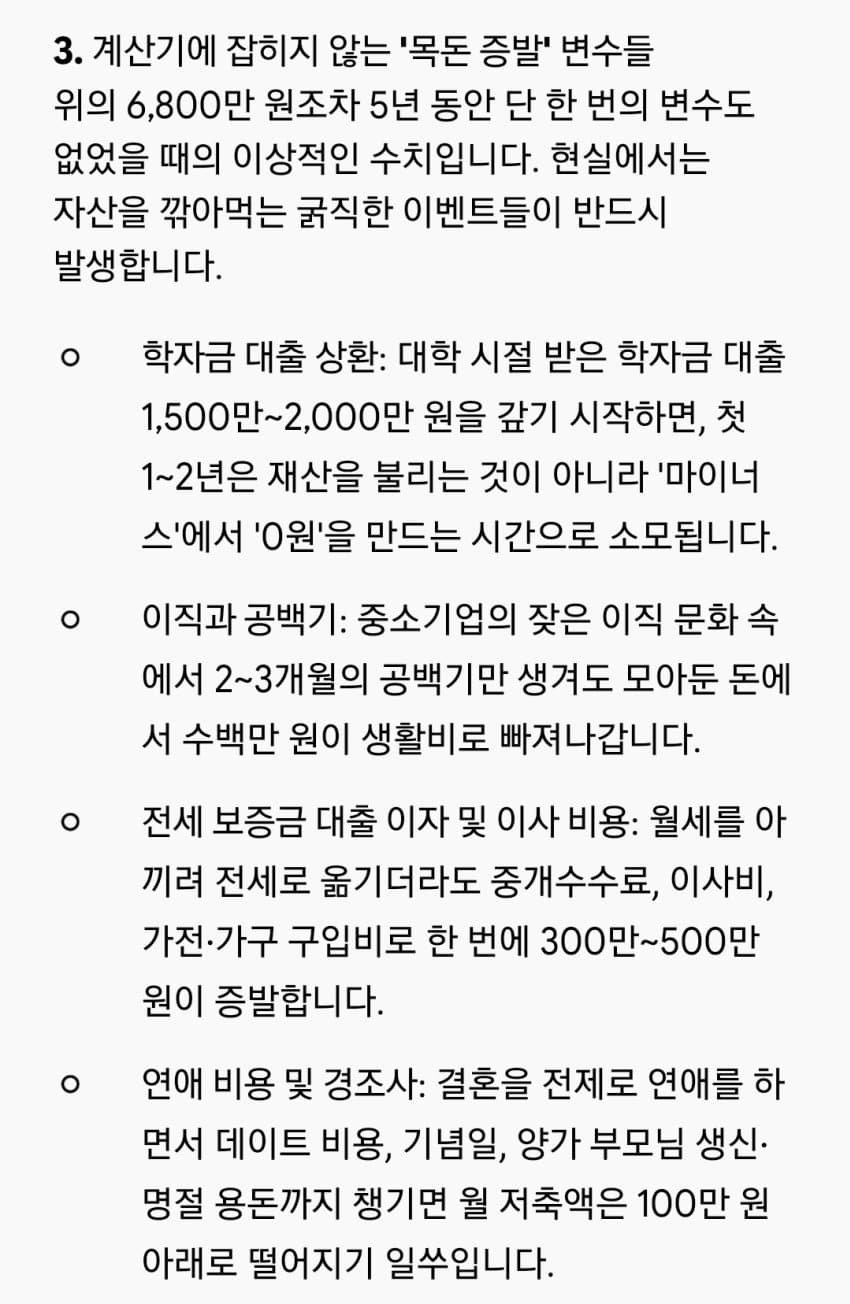 3. 계산기에 잡히지 않는 '목돈 증발' 변수들
위의 6,800만 원조차 5년 동안 단 한 번의 변수도
없었을 때의 이상적인 수치입니다. 현실에서는
자산을 깎아먹는 굵직한 이벤트들이 반드시
발생합니다.
학자금 대출 상환: 대학 시절 받은 학자금 대출
1,500만~2,000만 원을 갚기 시작하면, 첫
1~2년은 재산을 불리는 것이 아니라 '마이너
스'에서 '0원'을 만드는 시간으로 소모됩니다.
이직과 공백기: 중소기업의 잦은 이직 문화 속
에서 2~3개월의 공백기만 생겨도 모아둔 돈에
서 수백만 원이 생활비로 빠져나갑니다.
전세 보증금 대출 이자 및 이사 비용: 월세를 아
끼려 전세로 옮기더라도 중개수수료, 이사비,
가전·가구 구입비로 한 번에 300만~500만
원이 증발합니다.
연애 비용 및 경조사: 결혼을 전제로 연애를 하
면서 데이트 비용, 기념일, 양가 부모님 생신·
명절 용돈까지 챙기면 월 저축액은 100만 원
아래로 떨어지기 일쑤입니다.